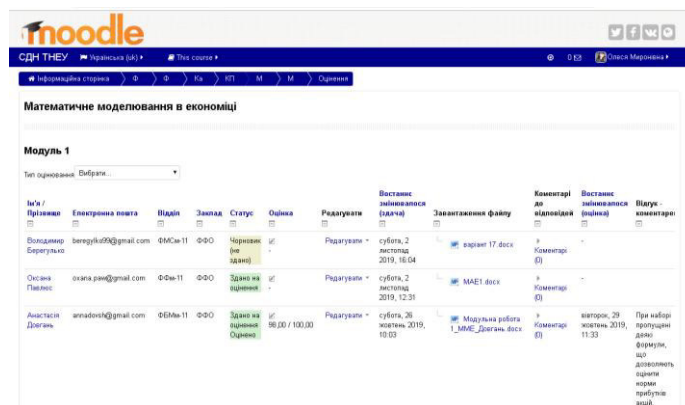 moodle
СДН ТНЕУ Українська (uk) This course 0 Олеся Миронівна
Інформаційна сторінка Ф Ф Ка КП М М Оцінення
Математичне моделювання в економіці
Модуль 1
Тип оцінювання Вибрати...
Ім'я / Прізвище Електронна пошта Відділ Заклад Статус Оцінка Редагувати Востаннє змінювалося (здача) Завантаження файлу Коментарі до відповідей Востаннє змінювалося (оцінка) Відгук - коментарі
Володимир Берегулько beregylko99@gmail.com ФМСм-11 ФФО Чорновик (не здано) - Редагувати субота, 2 листопад 2019, 16:04 варіант 17.docx Коментарі (0) -
Оксана Павлюс oxana.paw@gmail.com ФФм-11 ФФО Здано на оцінення - Редагувати субота, 2 листопад 2019, 12:31 МАЕ1.docx Коментарі (0) -
Анастасія Довгань annadovsh@gmail.com ФБМм-11 ФФО Здано на оцінення Оцінено 98,00 / 100,00 Редагувати субота, 26 жовтень 2019, 10:03 Модульна робота 1_ММЕ_Довгань.docx Коментарі (0) вівторок, 29 жовтень 2019, 11:33 При наборі пропущені деякі формули, що дозволяють оцінити норми прибутків акцій.